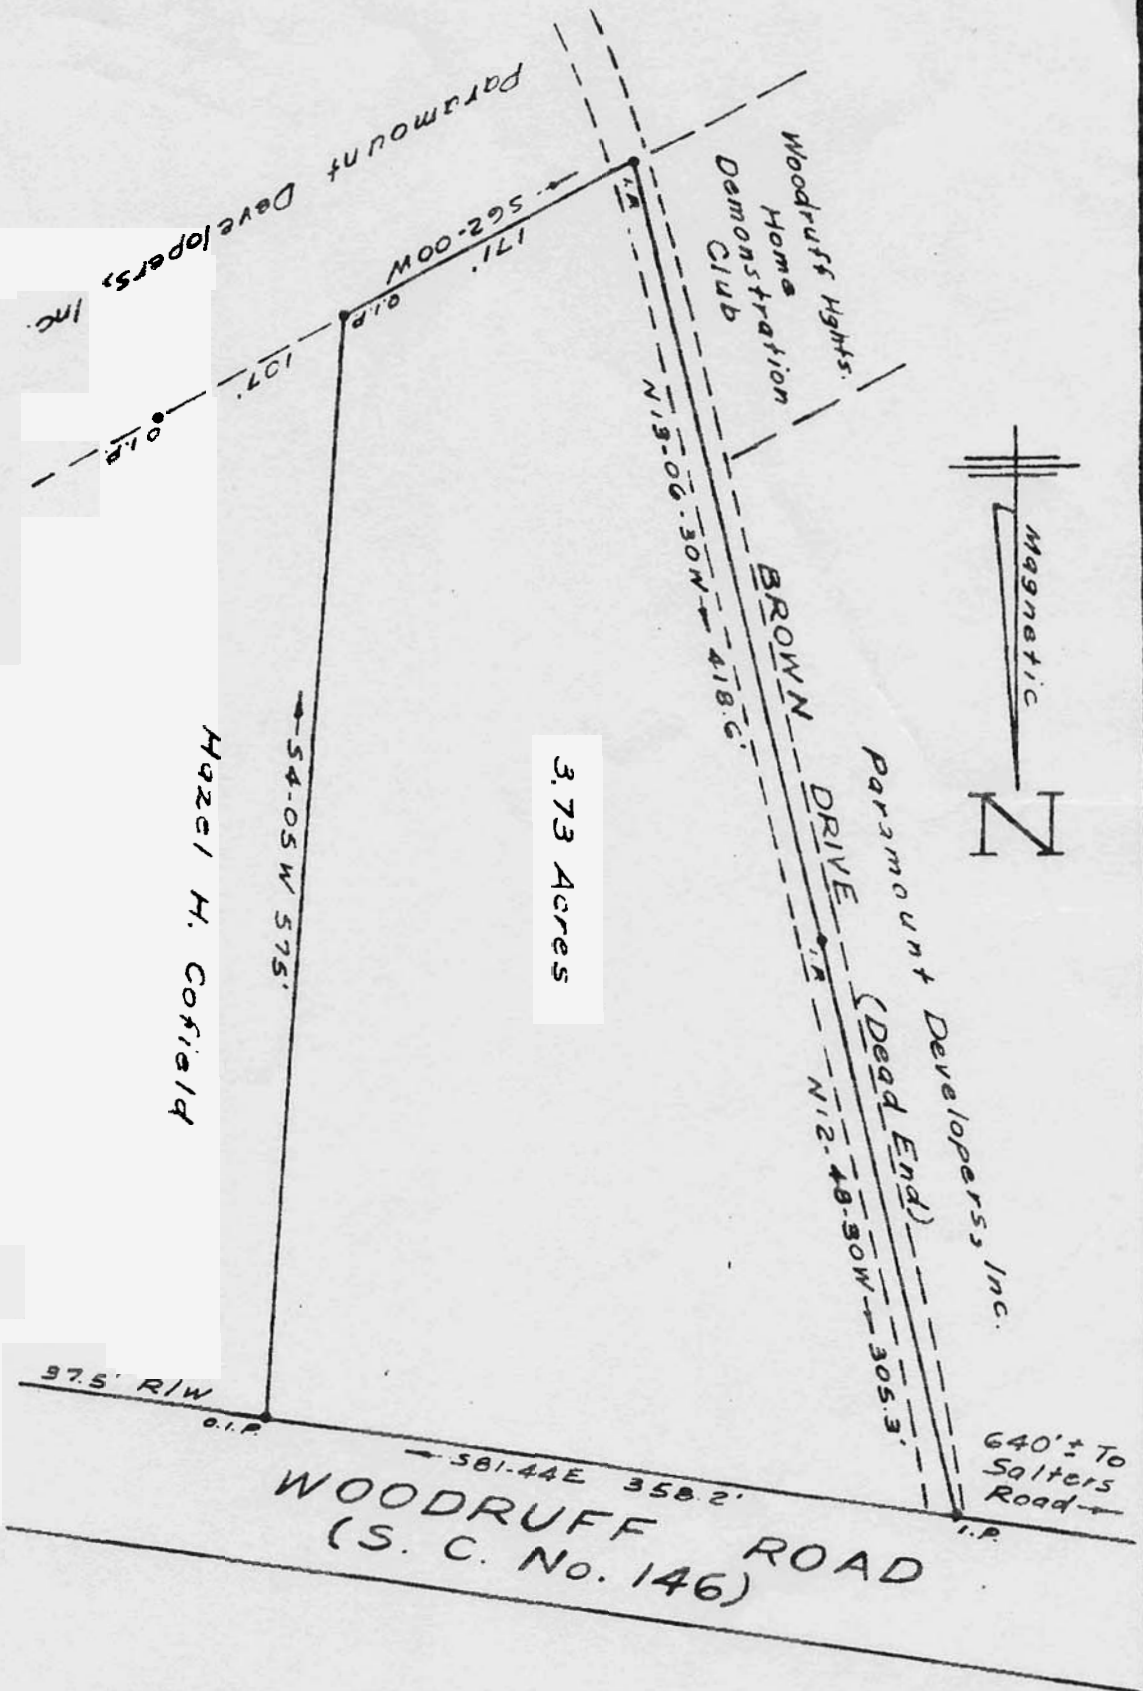 Paramount Developers, Inc.
S62-00W
171'
I.P.
O.I.P.
107'
O.I.P.
Woodruff Hghts.
Home
Demonstration
Club
Magnetic
N
N13-06-30W 418.6'
BROWN DRIVE (Dead End)
I.P.
N12-48-30W 305.3'
Paramount Developers, Inc.
3.73 Acres
S4-05W 575'
Hazel H. Cofield
37.5' R/W
O.I.P.
S81-44E 358.2'
I.P.
640'± To
Salters
Road
WOODRUFF ROAD
(S. C. No. 146)